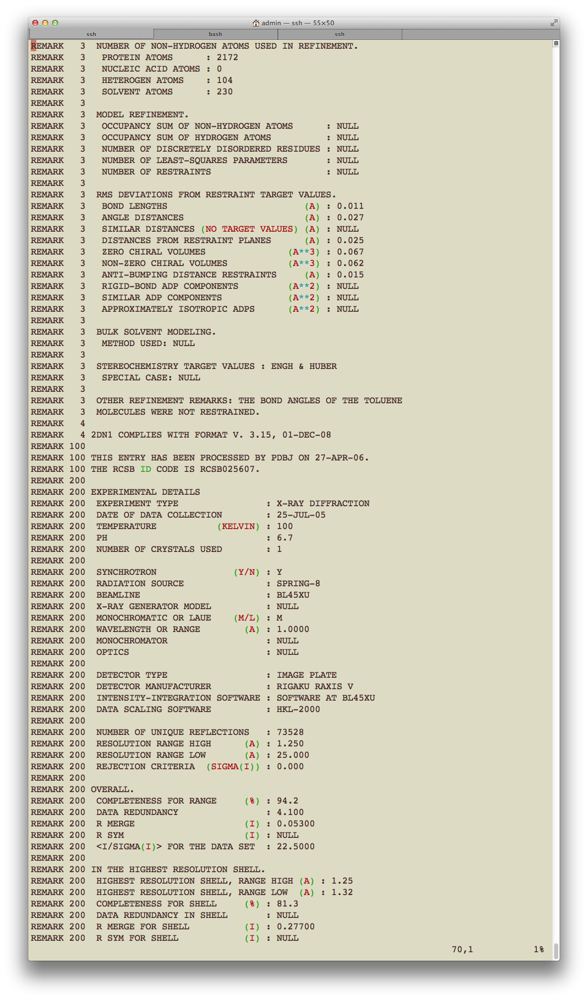 admin — ssh — 55×50
ssh bash ssh
REMARK   3  NUMBER OF NON-HYDROGEN ATOMS USED IN REFINEMENT.
REMARK   3   PROTEIN ATOMS      : 2172
REMARK   3   NUCLEIC ACID ATOMS : 0
REMARK   3   HETEROGEN ATOMS    : 104
REMARK   3   SOLVENT ATOMS      : 230
REMARK   3
REMARK   3  MODEL REFINEMENT.
REMARK   3   OCCUPANCY SUM OF NON-HYDROGEN ATOMS      : NULL
REMARK   3   OCCUPANCY SUM OF HYDROGEN ATOMS          : NULL
REMARK   3   NUMBER OF DISCRETELY DISORDERED RESIDUES : NULL
REMARK   3   NUMBER OF LEAST-SQUARES PARAMETERS       : NULL
REMARK   3   NUMBER OF RESTRAINTS                     : NULL
REMARK   3
REMARK   3  RMS DEVIATIONS FROM RESTRAINT TARGET VALUES.
REMARK   3   BOND LENGTHS                         (A) : 0.011
REMARK   3   ANGLE DISTANCES                      (A) : 0.027
REMARK   3   SIMILAR DISTANCES (NO TARGET VALUES) (A) : NULL
REMARK   3   DISTANCES FROM RESTRAINT PLANES      (A) : 0.025
REMARK   3   ZERO CHIRAL VOLUMES               (A**3) : 0.067
REMARK   3   NON-ZERO CHIRAL VOLUMES           (A**3) : 0.062
REMARK   3   ANTI-BUMPING DISTANCE RESTRAINTS     (A) : 0.015
REMARK   3   RIGID-BOND ADP COMPONENTS         (A**2) : NULL
REMARK   3   SIMILAR ADP COMPONENTS            (A**2) : NULL
REMARK   3   APPROXIMATELY ISOTROPIC ADPS      (A**2) : NULL
REMARK   3
REMARK   3  BULK SOLVENT MODELING.
REMARK   3   METHOD USED: NULL
REMARK   3
REMARK   3  STEREOCHEMISTRY TARGET VALUES : ENGH & HUBER
REMARK   3   SPECIAL CASE: NULL
REMARK   3
REMARK   3  OTHER REFINEMENT REMARKS: THE BOND ANGLES OF THE TOLUENE
REMARK   3  MOLECULES WERE NOT RESTRAINED.
REMARK   4
REMARK   4 2DN1 COMPLIES WITH FORMAT V. 3.15, 01-DEC-08
REMARK 100
REMARK 100 THIS ENTRY HAS BEEN PROCESSED BY PDBJ ON 27-APR-06.
REMARK 100 THE RCSB ID CODE IS RCSB025607.
REMARK 200
REMARK 200 EXPERIMENTAL DETAILS
REMARK 200  EXPERIMENT TYPE                : X-RAY DIFFRACTION
REMARK 200  DATE OF DATA COLLECTION        : 25-JUL-05
REMARK 200  TEMPERATURE           (KELVIN) : 100
REMARK 200  PH                             : 6.7
REMARK 200  NUMBER OF CRYSTALS USED        : 1
REMARK 200
REMARK 200  SYNCHROTRON              (Y/N) : Y
REMARK 200  RADIATION SOURCE               : SPRING-8
REMARK 200  BEAMLINE                       : BL45XU
REMARK 200  X-RAY GENERATOR MODEL          : NULL
REMARK 200  MONOCHROMATIC OR LAUE    (M/L) : M
REMARK 200  WAVELENGTH OR RANGE        (A) : 1.0000
REMARK 200  MONOCHROMATOR                  : NULL
REMARK 200  OPTICS                         : NULL
REMARK 200
REMARK 200  DETECTOR TYPE                  : IMAGE PLATE
REMARK 200  DETECTOR MANUFACTURER          : RIGAKU RAXIS V
REMARK 200  INTENSITY-INTEGRATION SOFTWARE : SOFTWARE AT BL45XU
REMARK 200  DATA SCALING SOFTWARE          : HKL-2000
REMARK 200
REMARK 200  NUMBER OF UNIQUE REFLECTIONS   : 73528
REMARK 200  RESOLUTION RANGE HIGH      (A) : 1.250
REMARK 200  RESOLUTION RANGE LOW       (A) : 25.000
REMARK 200  REJECTION CRITERIA  (SIGMA(I)) : 0.000
REMARK 200
REMARK 200 OVERALL.
REMARK 200  COMPLETENESS FOR RANGE     (%) : 94.2
REMARK 200  DATA REDUNDANCY                : 4.100
REMARK 200  R MERGE                    (I) : 0.05300
REMARK 200  R SYM                      (I) : NULL
REMARK 200  <I/SIGMA(I)> FOR THE DATA SET  : 22.5000
REMARK 200
REMARK 200 IN THE HIGHEST RESOLUTION SHELL.
REMARK 200  HIGHEST RESOLUTION SHELL, RANGE HIGH (A) : 1.25
REMARK 200  HIGHEST RESOLUTION SHELL, RANGE LOW  (A) : 1.32
REMARK 200  COMPLETENESS FOR SHELL     (%) : 81.3
REMARK 200  DATA REDUNDANCY IN SHELL       : NULL
REMARK 200  R MERGE FOR SHELL          (I) : 0.27700
REMARK 200  R SYM FOR SHELL            (I) : NULL
70,1 1%